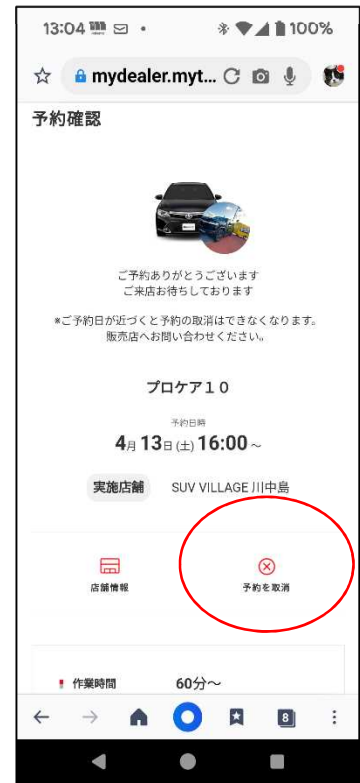 13:04 100%
mydealer.myt...
予約確認
ご予約ありがとうございます
ご来店お待ちしております
*ご予約日が近づくと予約の取消はできなくなります。
販売店へお問い合わせください。
プロケア１０
予約日時
4月 13日 (土) 16:00 ~
実施店舗 SUV VILLAGE 川中島
店舗情報 予約を取消
作業時間 60分~
8